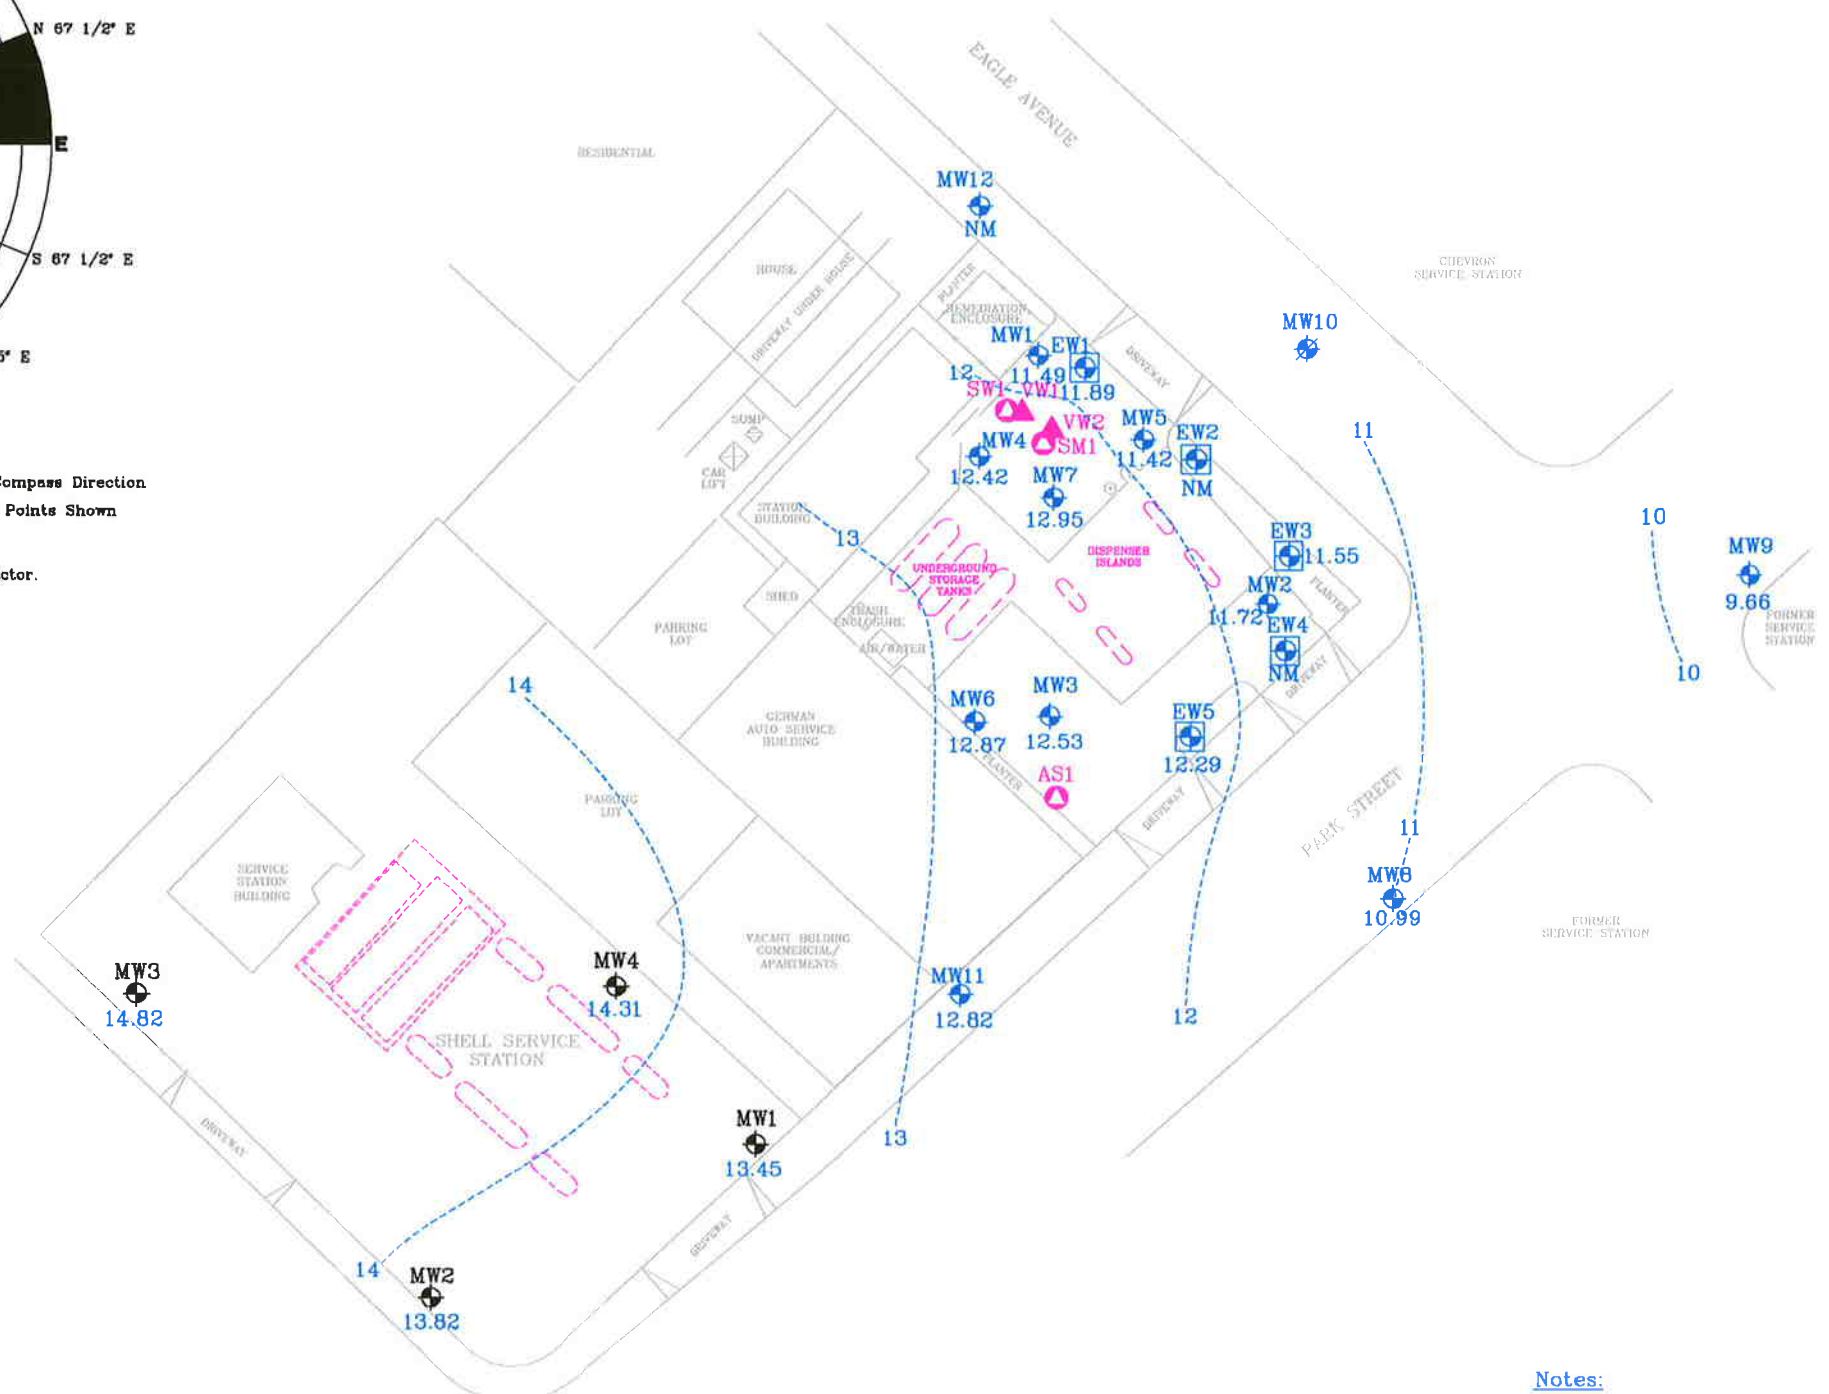 N 67 1/2° E
E
S 67 1/2° E
5° E
Compass Direction
Points Shown
ctor.
EAGLE AVENUE
RESIDENTIAL
MW12
NM
CHEVRON
SERVICE STATION
HOUSE
DRIVEWAY UNDER HOUSE
PLANTER
REMEDIATION
ENCLOSURE
MW10
MW1
EW1
11.49
11.89
12
DRIVEWAY
SW1
VW1
VW2
SM1
MW5
11.42
EW2
NM
MW4
12.42
MW7
12.95
11
SUMP
CAR
LIFT
STATION
BUILDING
13
10
EW3
11.55
MW9
9.66
DISPENSER
ISLANDS
UNDERGROUND
STORAGE
TANKS
MW2
11.72
PLANTER
EW4
NM
DRIVEWAY
FORMER
SERVICE
STATION
SHED
TRASH
ENCLOSURE
AIR/WATER
PARKING
LOT
10
14
MW6
12.87
MW3
12.53
EW5
12.29
GERMAN
AUTO SERVICE
BUILDING
PLANTER
AS1
DRIVEWAY
PARK STREET
PARKING
LOT
11
MW8
10.99
SERVICE
STATION
BUILDING
FORMER
SERVICE STATION
VACANT BUILDING
COMMERCIAL/
APARTMENTS
MW3
14.82
MW4
14.31
MW11
12.82
12
SHELL SERVICE
STATION
MW1
13.45
13
DRIVEWAY
DRIVEWAY
14
MW2
13.82
Notes: